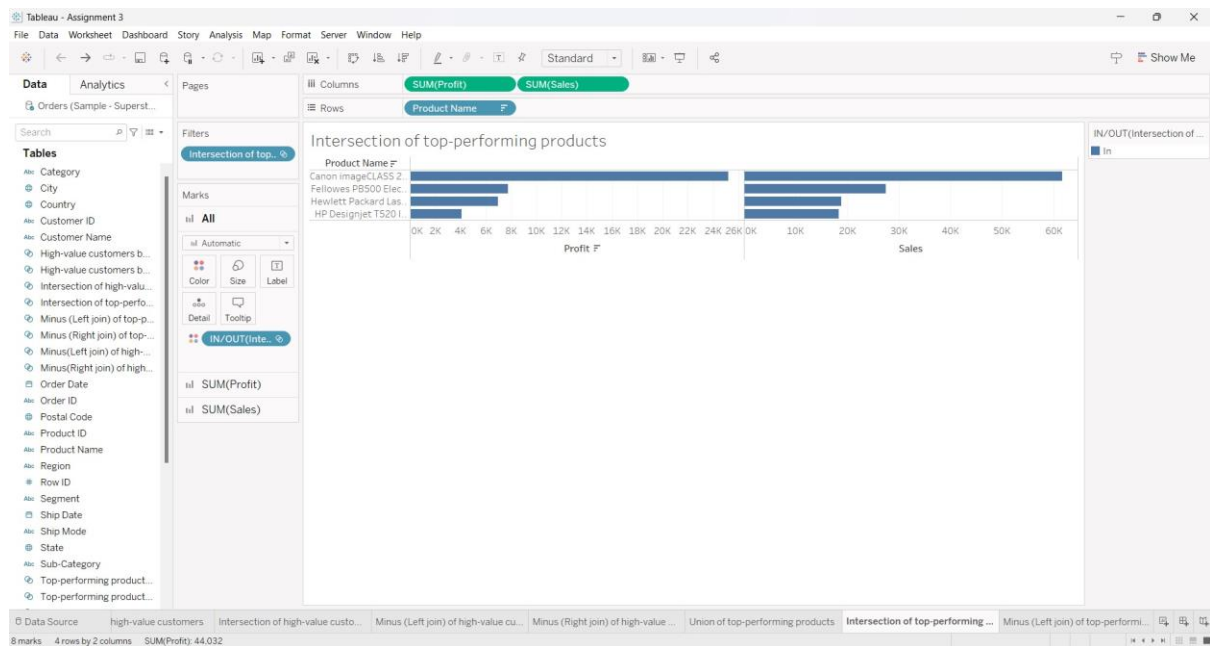 Tableau - Assignment 3
File Data Worksheet Dashboard Story Analysis Map Format Server Window Help
Standard
Show Me
Data Analytics
Orders (Sample - Superst...
Search
Tables
Abc Category
City
Country
Abc Customer ID
Abc Customer Name
High-value customers b...
High-value customers b...
Intersection of high-valu...
Intersection of top-perfo...
Minus (Left join) of top-p...
Minus (Right join) of top-...
Minus(Left join) of high-...
Minus(Right join) of high...
Order Date
Abc Order ID
Postal Code
Abc Product ID
Abc Product Name
Abc Region
Row ID
Abc Segment
Ship Date
Abc Ship Mode
State
Abc Sub-Category
Top-performing product...
Top-performing product...
Pages
Filters
Intersection of top..
Marks
All
Automatic
Color Size Label
Detail Tooltip
IN/OUT(Inte..
SUM(Profit)
SUM(Sales)
Columns SUM(Profit) SUM(Sales)
Rows Product Name
Intersection of top-performing products
Product Name
Canon imageCLASS 2..
Fellowes PB500 Elec..
Hewlett Packard Las..
HP Designjet T520 I..
0K 2K 4K 6K 8K 10K 12K 14K 16K 18K 20K 22K 24K 26K 0K 10K 20K 30K 40K 50K 60K
Profit Sales
IN/OUT(Intersection of ...
In
Data Source high-value customers Intersection of high-value custo... Minus (Left join) of high-value cu... Minus (Right join) of high-value ... Union of top-performing products Intersection of top-performing ... Minus (Left join) of top-performi...
8 marks 4 rows by 2 columns SUM(Profit): 44,032